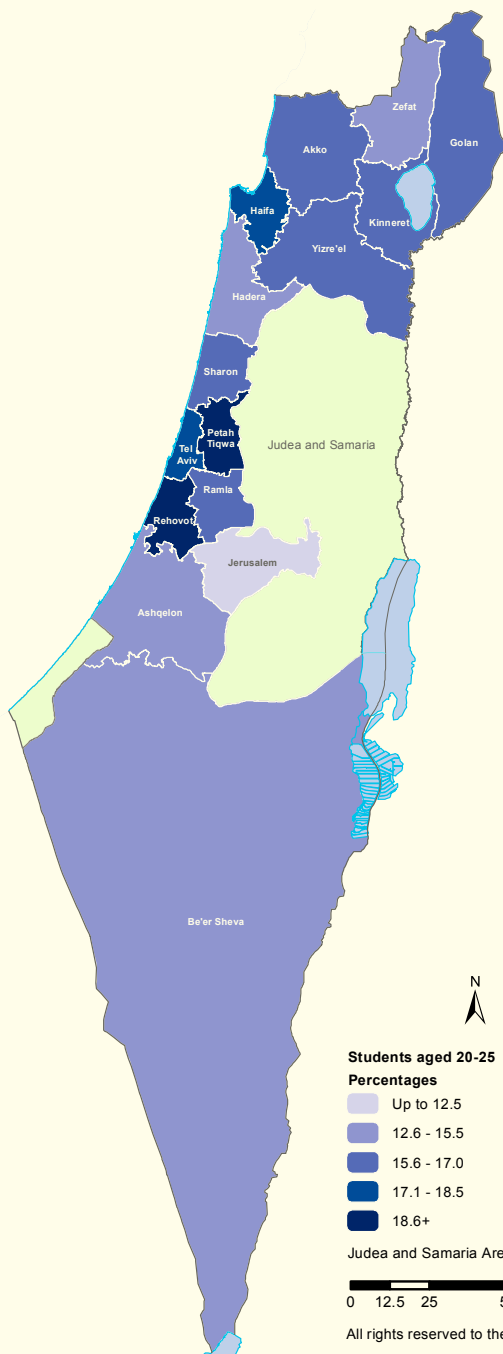 Zefat
Golan
Akko
Haifa
Kinneret
Yizre'el
Hadera
Sharon
Petah
Tiqwa
Judea and Samaria
Tel
Aviv
Ramla
Rehovot
Jerusalem
Ashqelon
Be'er Sheva
N
Students aged 20-25
Percentages
Up to 12.5
12.6 - 15.5
15.6 - 17.0
17.1 - 18.5
18.6+
Judea and Samaria Are
0 12.5 25 5
All rights reserved to the